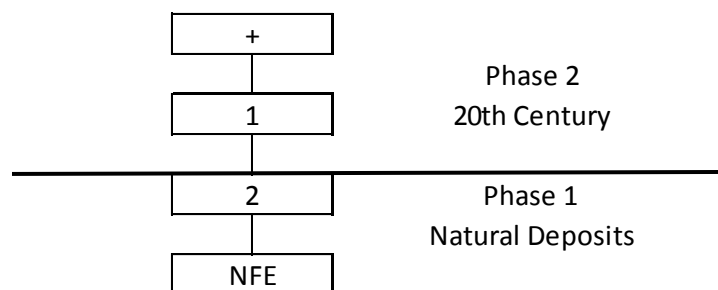 +
Phase 2
1
20th Century
2
Phase 1
Natural Deposits
NFE